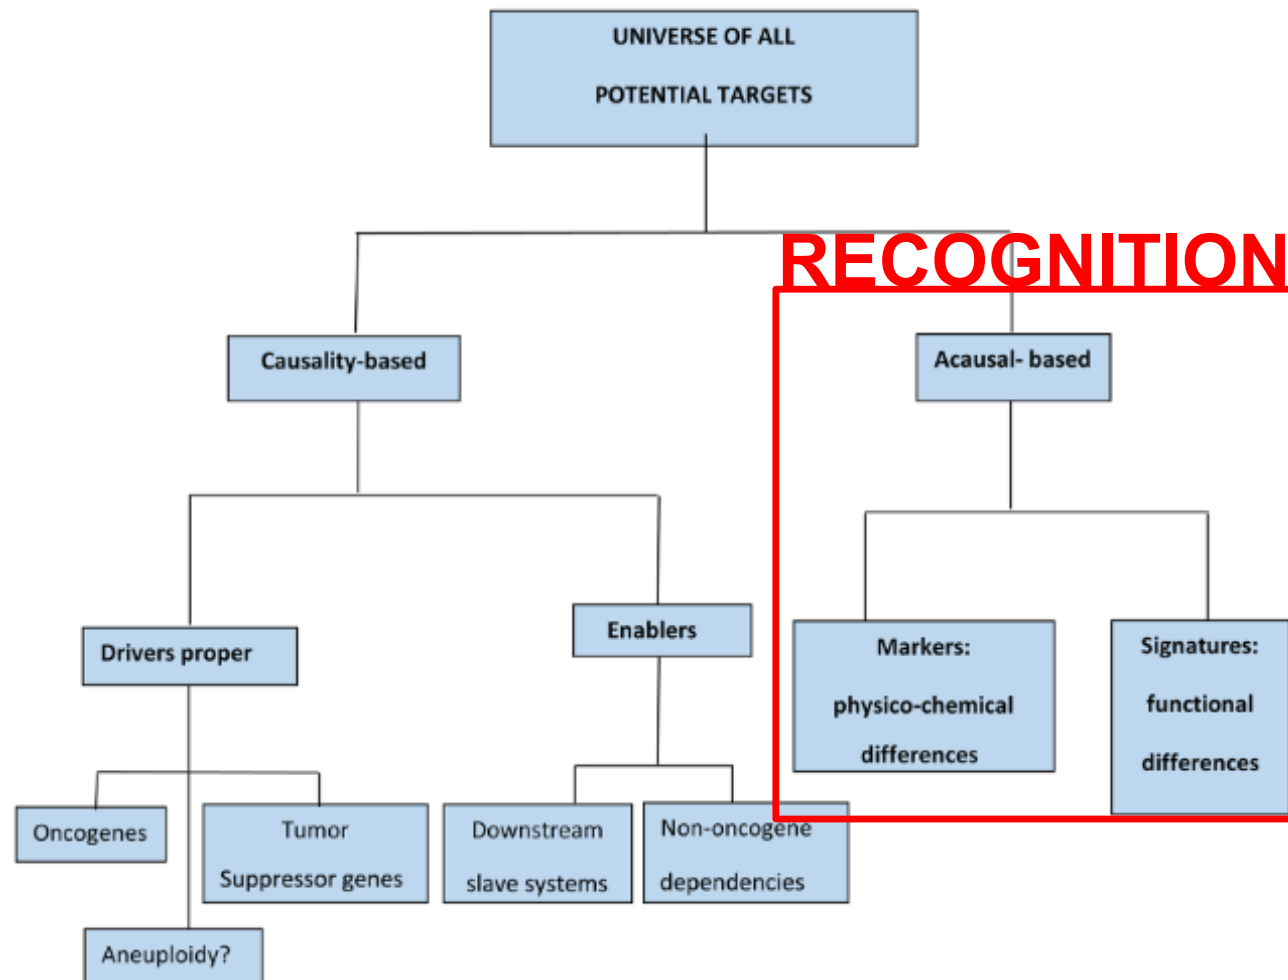 UNIVERSE OF ALL
POTENTIAL TARGETS
RECOGNITION
Causality-based
Acausal- based
Drivers proper
Enablers
Markers:
physico-chemical
differences
Signatures:
functional
differences
Oncogenes
Tumor
Suppressor genes
Downstream
slave systems
Non-oncogene
dependencies
Aneuploidy?